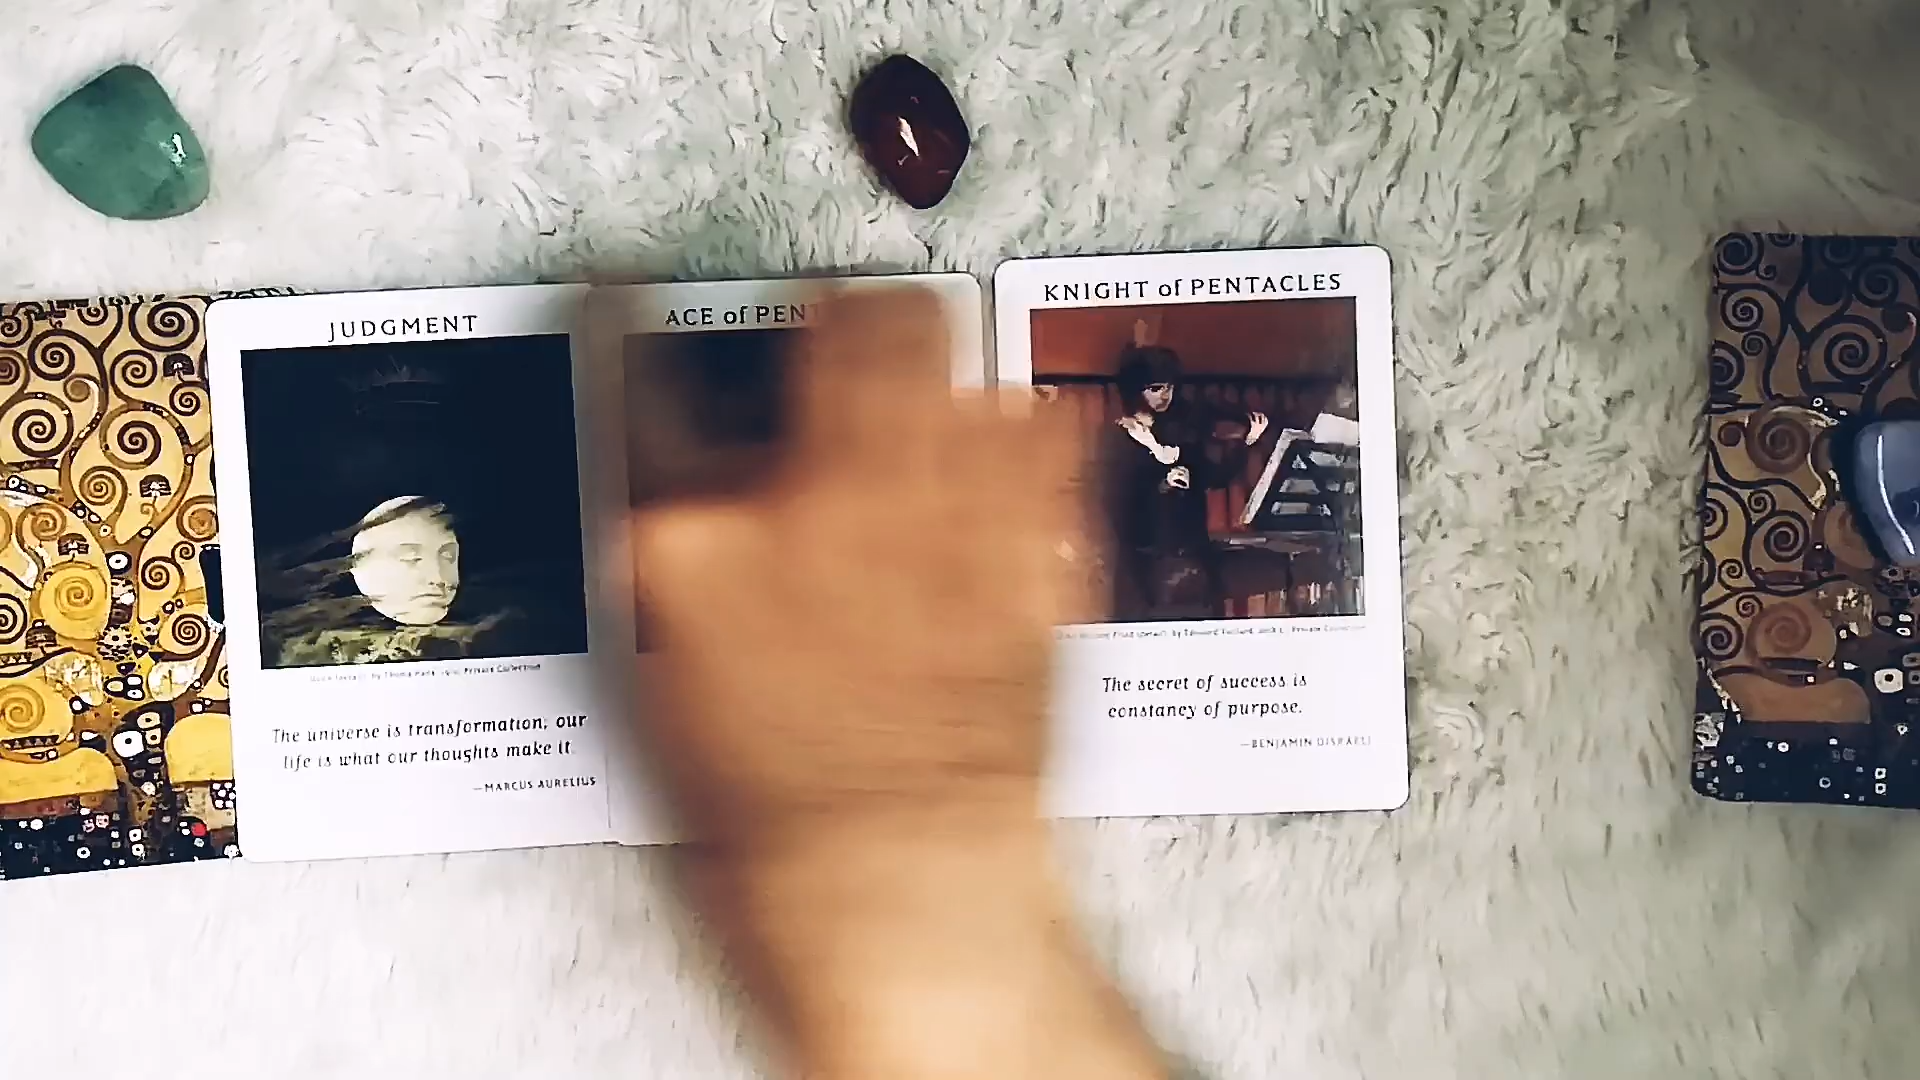 JUDGMENT
The universe is transformation; our
life is what our thoughts make it.
—MARCUS AURELIUS
ACE of PENT
KNIGHT of PENTACLES
The secret of success is
constancy of purpose.
—BENJAMIN DISRAELI